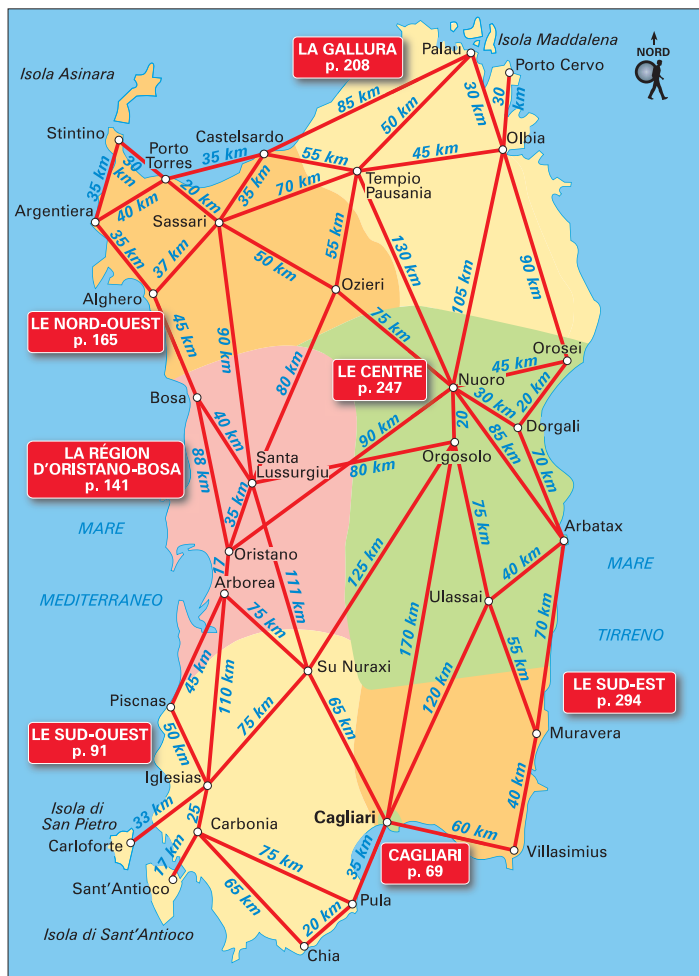 LA GALLURA
p. 208
Isola Maddalena
Palau
Porto Cervo
NORD
Isola Asinara
85 km
30 km
30
km
50 km
Stintino
Porto
Torres
Castelsardo
35 km
55 km
45 km
Olbia
30
km
35 km
20 km
35 km
70 km
Tempio
Pausania
40 km
Argentiera
Sassari
35 km
37 km
50 km
55 km
130 km
90 km
Ozieri
Alghero
105 km
LE NORD-OUEST
p. 165
45 km
90 km
75 km
Orosei
45 km
LE CENTRE
p. 247
Nuoro
80 km
30 km
20 km
Bosa
20
Dorgali
40 km
90 km
85 km
LA RÉGION
D'ORISTANO-BOSA
p. 141
88 km
Santa
Lussurgiu
80 km
Orgosolo
70 km
35 km
MARE
75 km
Arbatax
Oristano
17
125 km
MARE
Arborea
111 km
40 km
MEDITERRANEO
Ulassai
75 km
170 km
70 km
TIRRENO
45 km
Su Nuraxi
55 km
110 km
120 km
LE SUD-EST
p. 294
Piscnas
65 km
75 km
50 km
Muravera
LE SUD-OUEST
p. 91
Iglesias
40 km
Isola di
San Pietro
33 km
25
Cagliari
Carbonia
60 km
Carloforte
17 km
75 km
35 km
CAGLIARI
p. 69
Villasimius
Sant'Antioco
65 km
Pula
20 km
Isola di Sant'Antioco
Chia